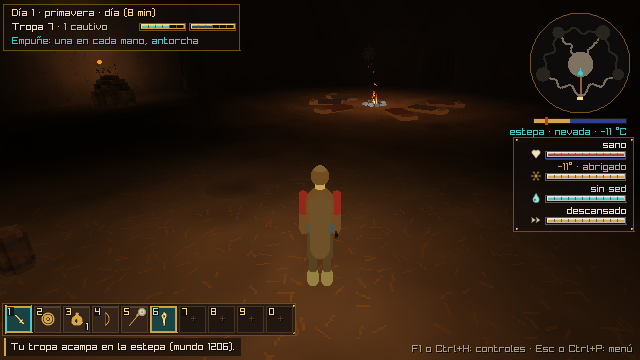 Día 1 · primavera · día (8 min)
Tropa 7 · 1 cautivo
Empuñe: una en cada mano, antorcha
estepa · nevada · -11 °C
sano
-11° · abrigado
sin sed
descansado
1 2 3 4 5 6 7 8 9 0
1
Tu tropa acampa en la estepa (mundo 1206).
F1 o Ctrl+H: controles · Esc o Ctrl+P: menú